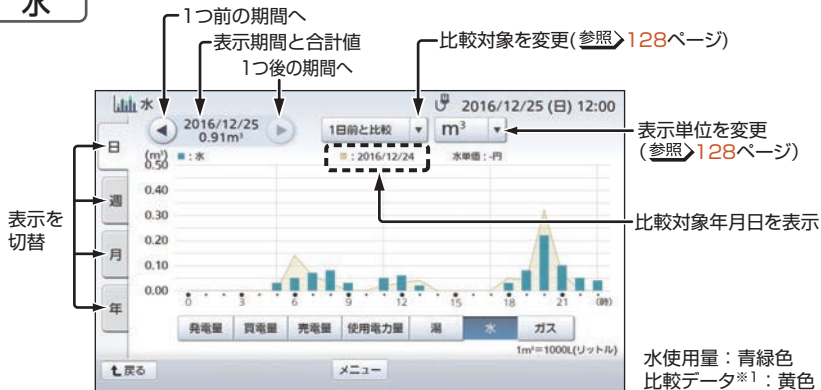 水
1つ前の期間へ
表示期間と合計値
1つ後の期間へ
比較対象を変更(参照 128ページ)
水
2016/12/25 (日) 12:00
2016/12/25
0.91m³
1日前と比較
m³
表示単位を変更
(参照 128ページ)
日
週
月
年
表示を
切替
(m³)
:水
:2016/12/24
水単価:-円
比較対象年月日を表示
0.50
0.40
0.30
0.20
0.10
0.00
0 3 6 9 12 15 18 21 (時)
発電量 買電量 売電量 使用電力量 湯 水 ガス
1m³=1000L(リットル)
戻る
メニュー
水使用量：青緑色
比較データ※1：黄色